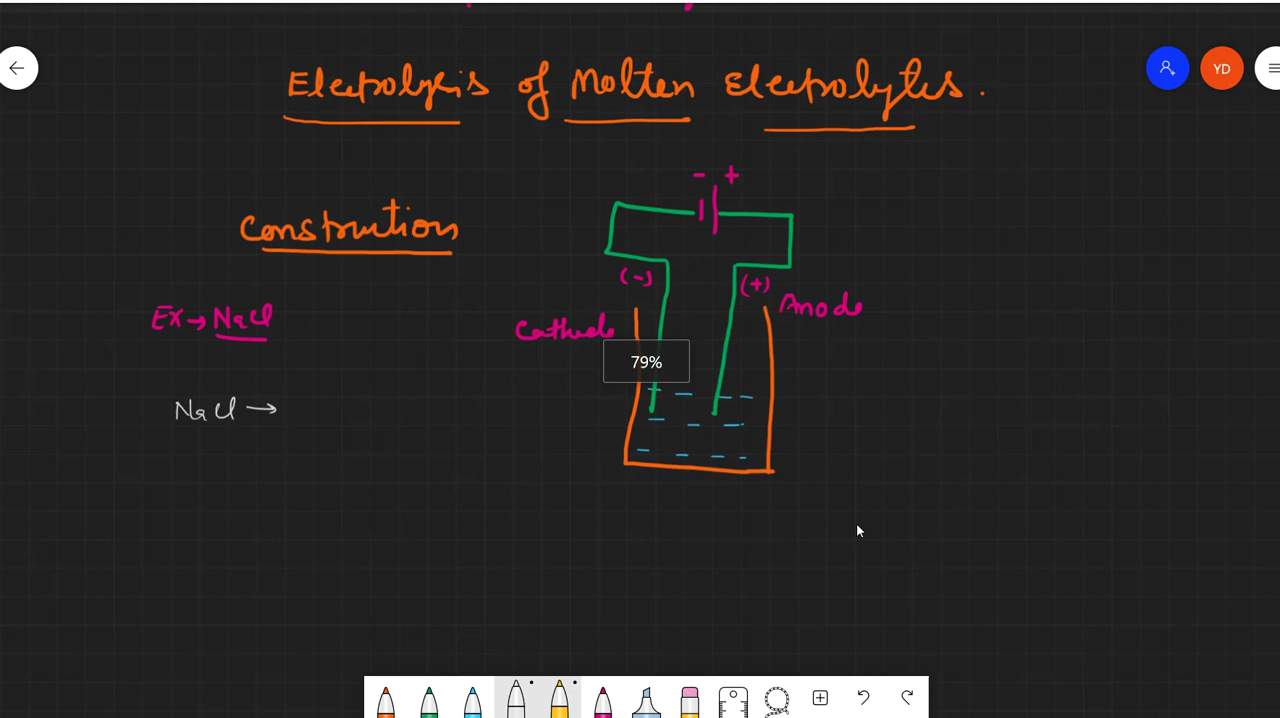 Electrolysis of Molten Electrolytes.
YD
- +
Construction
(-) (+)
Ex→NaCl
Cathode
Anode
79%
NaCl →